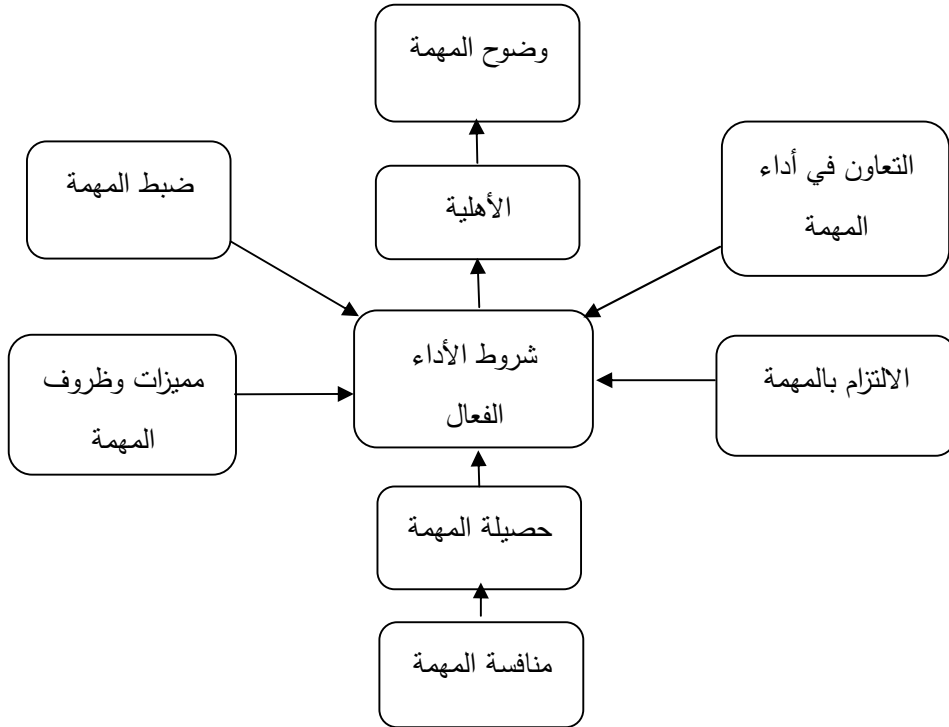 وضوح المهمة
التعاون في أداء
المهمة
ضبط المهمة
الأهلية
شروط الأداء
الفعال
الالتزام بالمهمة
مميزات وظروف
المهمة
حصيلة المهمة
منافسة المهمة